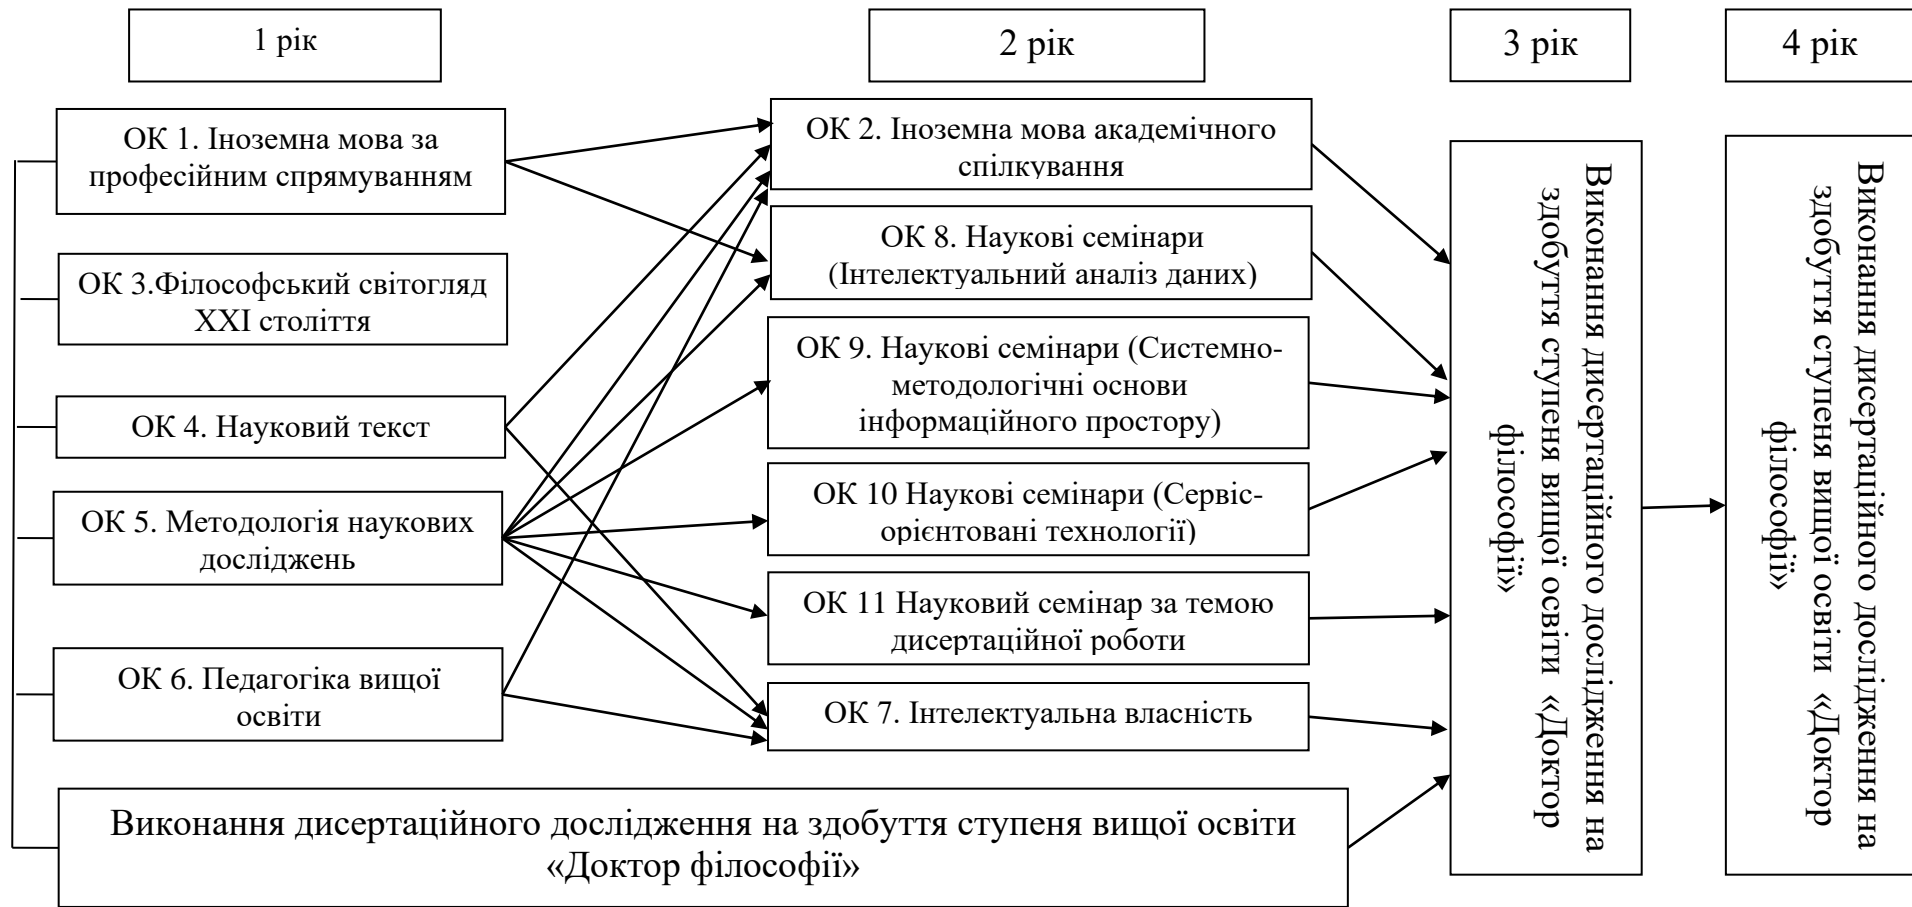 1 рік
2 рік
3 рік
4 рік
ОК 1. Іноземна мова за
професійним спрямуванням
ОК 3.Філософський світогляд
ХХІ століття
ОК 4. Науковий текст
ОК 5. Методологія наукових
досліджень
ОК 6. Педагогіка вищої
освіти
ОК 2. Іноземна мова академічного
спілкування
ОК 8. Наукові семінари
(Інтелектуальний аналіз даних)
ОК 9. Наукові семінари (Системно-
методологічні основи
інформаційного простору)
ОК 10 Наукові семінари (Сервіс-
орієнтовані технології)
ОК 11 Науковий семінар за темою
дисертаційної роботи
ОК 7. Інтелектуальна власність
Виконання дисертаційного дослідження на здобуття ступеня вищої освіти
«Доктор філософії»
Виконання дисертаційного дослідження на
здобуття ступеня вищої освіти «Доктор
філософії»
Виконання дисертаційного дослідження на
здобуття ступеня вищої освіти «Доктор
філософії»